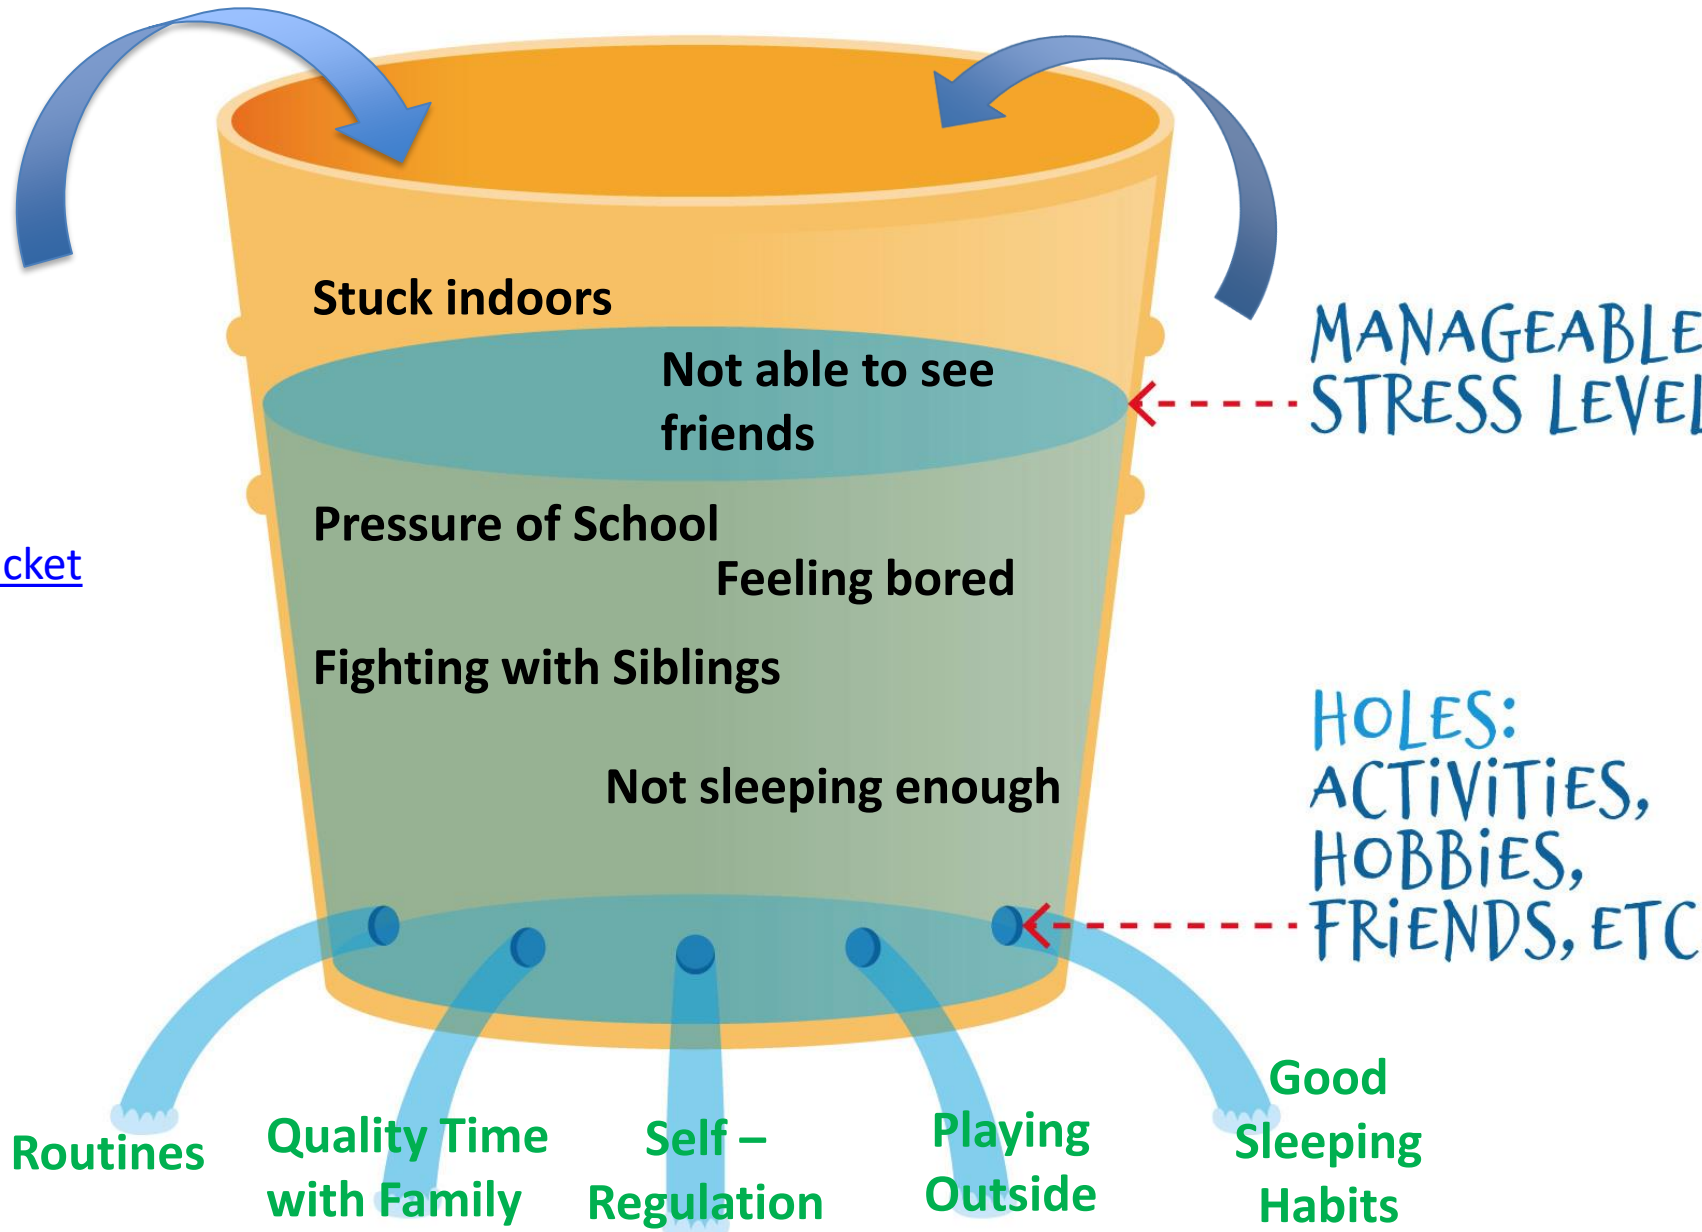 Stuck indoors
Not able to see
friends
MANAGEABLE
STRESS LEVEL
Pressure of School
cket
Feeling bored
Fighting with Siblings
Not sleeping enough
HOLES:
ACTiViTiES,
HOBBiES,
FRiENDS, ETC
Routines
Quality Time
with Family
Self –
Regulation
Playing
Outside
Good
Sleeping
Habits